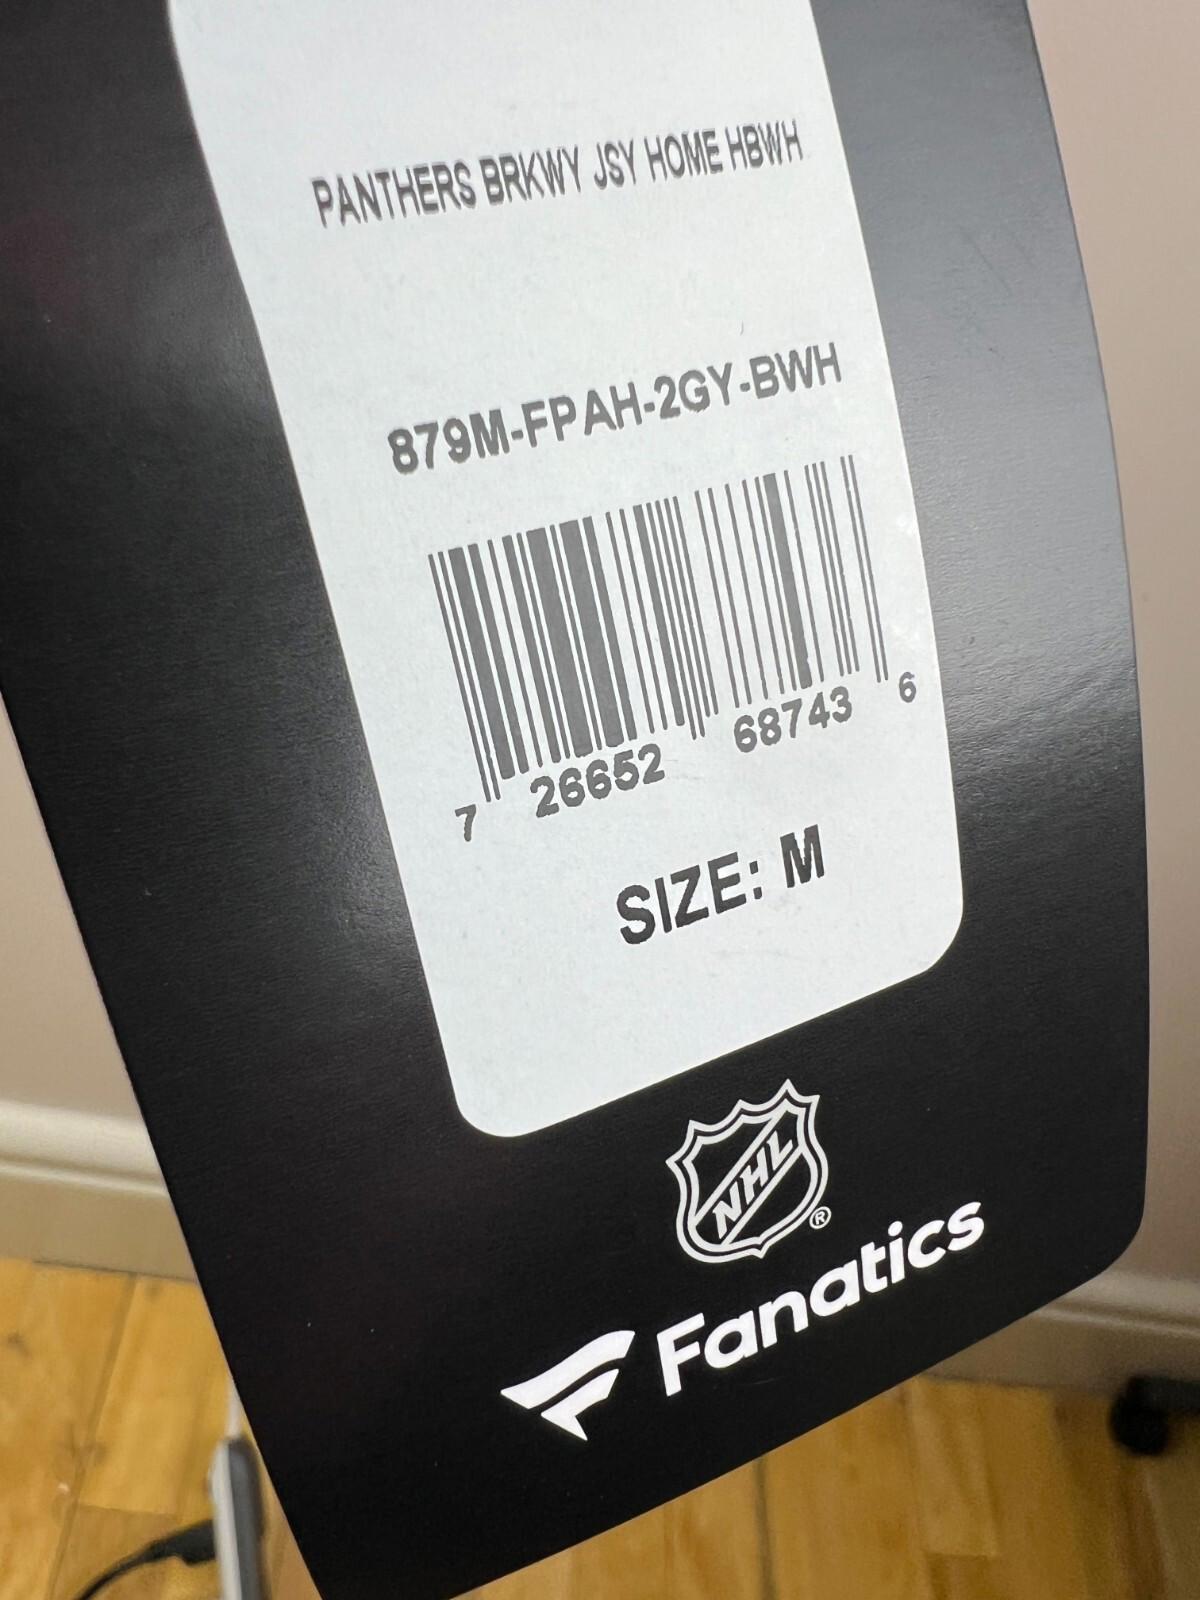 PANTHERS BRKWY JSY HOME HBWH
879M-FPAH-2GY-BWH
7 26652 68743 6
SIZE: M
NHL
®
Fanatics